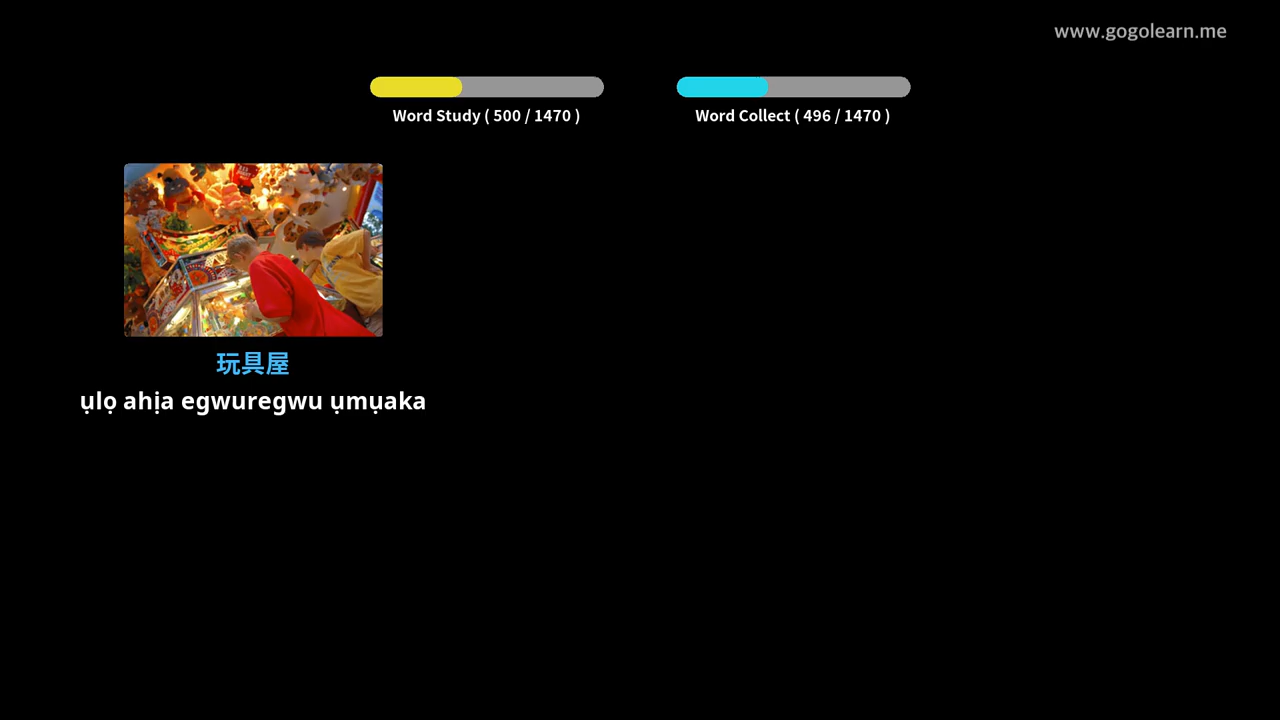 www.gogolearn.me
Word Study ( 500 / 1470 )
Word Collect ( 496 / 1470 )
玩具屋
ụlọ ahịa egwuregwu ụmụaka